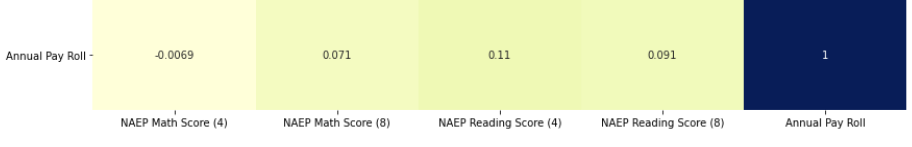 Annual Pay Roll
-0.0069 0.071 0.11 0.091 1
NAEP Math Score (4) NAEP Math Score (8) NAEP Reading Score (4) NAEP Reading Score (8) Annual Pay Roll